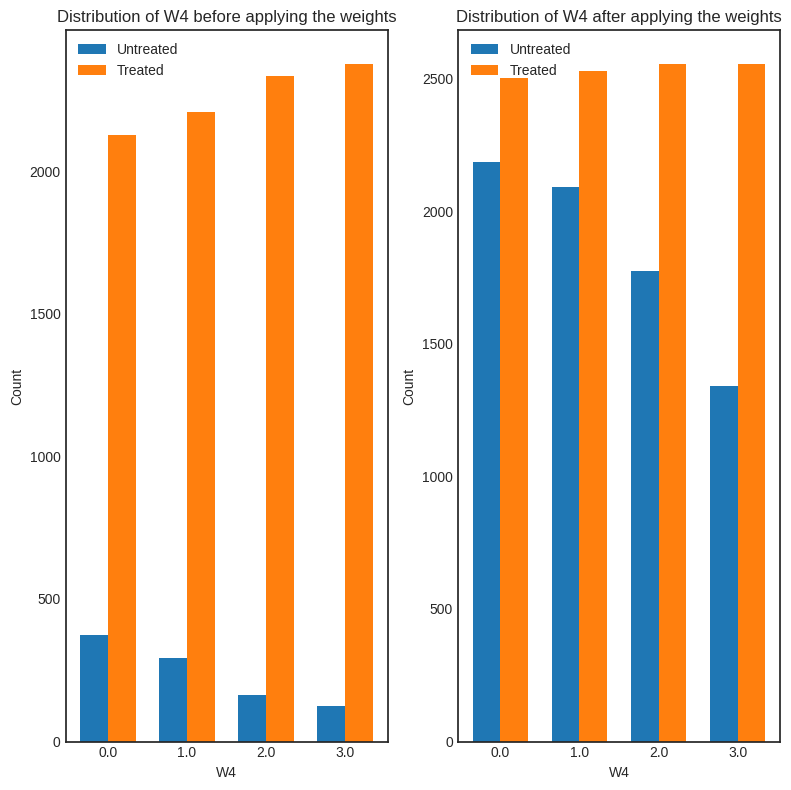 Distribution of W4 before applying the weights
Untreated
Treated
2000
1500
1000
500
0
Count
0.0 1.0 2.0 3.0
W4
Distribution of W4 after applying the weights
Untreated
Treated
2500
2000
1500
1000
500
0
Count
0.0 1.0 2.0 3.0
W4